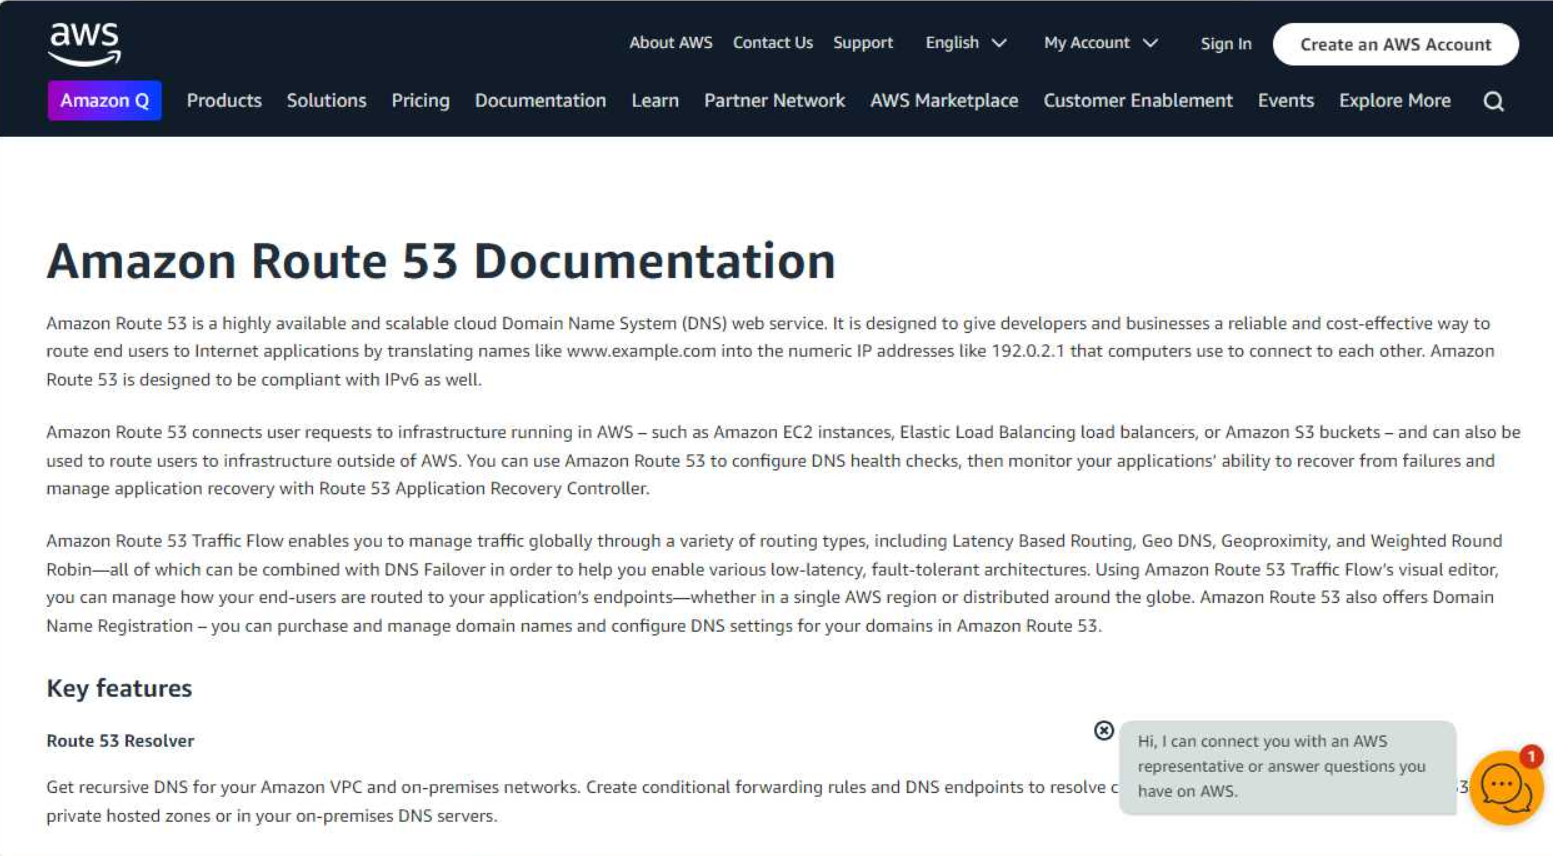 aws
About AWS Contact Us Support English My Account Sign In Create an AWS Account
Amazon Q Products Solutions Pricing Documentation Learn Partner Network AWS Marketplace Customer Enablement Events Explore More
Amazon Route 53 Documentation
Amazon Route 53 is a highly available and scalable cloud Domain Name System (DNS) web service. It is designed to give developers and businesses a reliable and cost-effective way to
route end users to Internet applications by translating names like www.example.com into the numeric IP addresses like 192.0.2.1 that computers use to connect to each other. Amazon
Route 53 is designed to be compliant with IPv6 as well.
Amazon Route 53 connects user requests to infrastructure running in AWS – such as Amazon EC2 instances, Elastic Load Balancing load balancers, or Amazon S3 buckets – and can also be
used to route users to infrastructure outside of AWS. You can use Amazon Route 53 to configure DNS health checks, then monitor your applications' ability to recover from failures and
manage application recovery with Route 53 Application Recovery Controller.
Amazon Route 53 Traffic Flow enables you to manage traffic globally through a variety of routing types, including Latency Based Routing, Geo DNS, Geoproximity, and Weighted Round
Robin—all of which can be combined with DNS Failover in order to help you enable various low-latency, fault-tolerant architectures. Using Amazon Route 53 Traffic Flow’s visual editor,
you can manage how your end-users are routed to your application’s endpoints—whether in a single AWS region or distributed around the globe. Amazon Route 53 also offers Domain
Name Registration – you can purchase and manage domain names and configure DNS settings for your domains in Amazon Route 53.
Key features
Route 53 Resolver
Get recursive DNS for your Amazon VPC and on-premises networks. Create conditional forwarding rules and DNS endpoints to resolve
private hosted zones or in your on-premises DNS servers.
Hi, I can connect you with an AWS
representative or answer questions you
have on AWS.
1